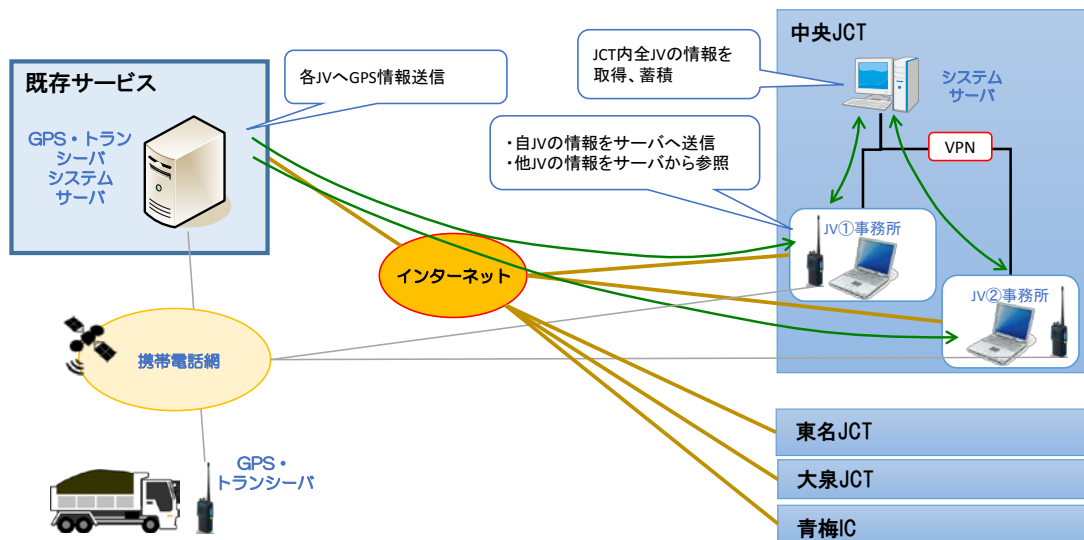 既存サービス
GPS・トラン
シーバ
システム
サーバ
各JVへGPS情報送信
JCT内全JVの情報を
取得、蓄積
中央JCT
システム
サーバ
・自JVの情報をサーバへ送信
・他JVの情報をサーバから参照
VPN
JV①事務所
JV②事務所
インターネット
携帯電話網
GPS・
トランシーバ
東名JCT
大泉JCT
青梅IC